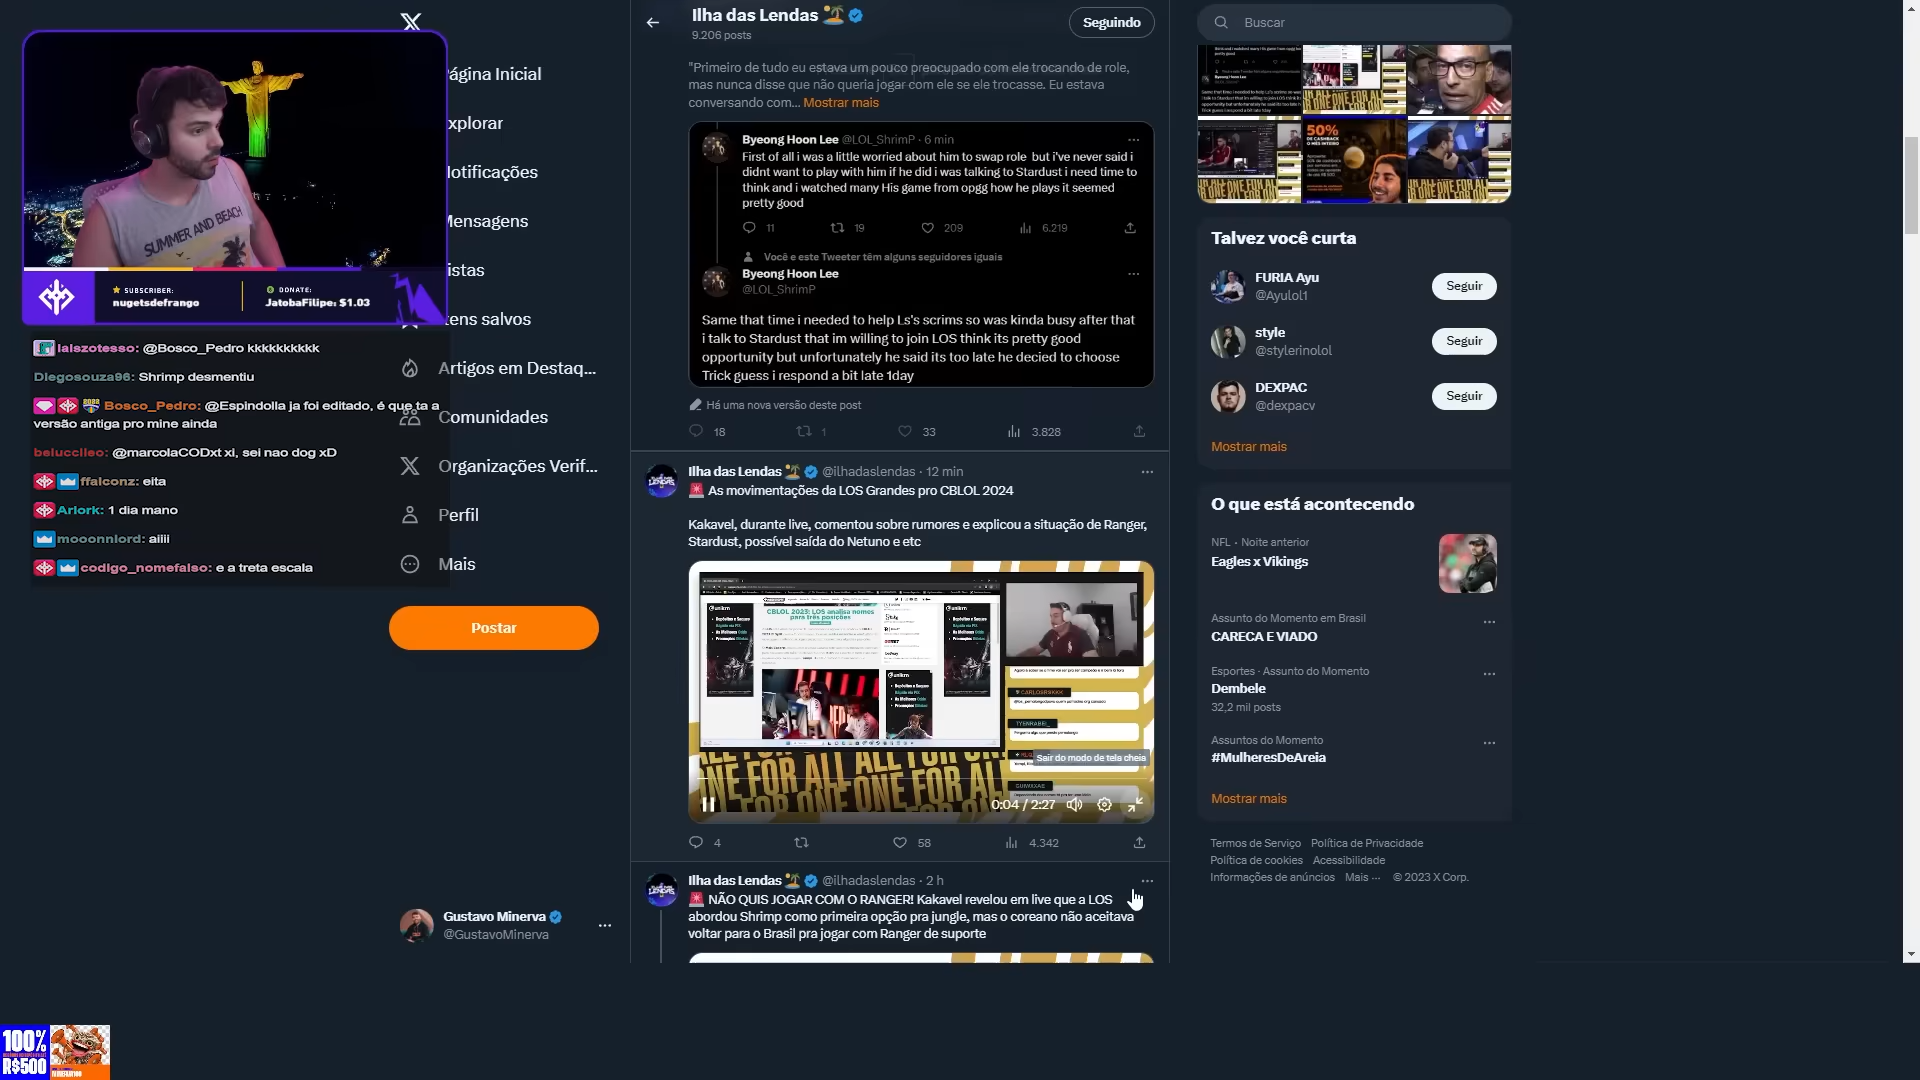 SUMMER AND BEACH
SUBSCRIBER:
nugetsdefrango
DONATE:
JatobaFilipe: $1.03
laiszotesso: @Bosco_Pedro kkkkkkkkkk
Diegosouza96: Shrimp desmentiu
Bosco_Pedro: @Espindolla ja foi editado, é que ta a
versão antiga pro mine ainda
beluccileo: @marcolaCODxt xi, sei nao dog xD
ffalconz: eita
Arlork: 1 dia mano
mooonnlord: aiiii
codigo_nomefalso: e a treta escala
ágina Inicial
xplorar
lotificações
Mensagens
istas
tens salvos
Artigos em Destaq...
Comunidades
Organizações Verif...
Perfil
Mais
Postar
Gustavo Minerva
@GustavoMinerva
100%
R$500
Ilha das Lendas
9.206 posts
Seguindo
"Primeiro de tudo eu estava um pouco preocupado com ele trocando de role,
mas nunca disse que não queria jogar com ele se ele trocasse. Eu estava
conversando com... Mostrar mais
Byeong Hoon Lee @LOL_ShrimP · 6 min
First of all i was a little worried about him to swap role but i've never said i
didnt want to play with him if he did i was talking to Stardust i need time to
think and i watched many His game from opgg how he plays it seemed
pretty good
11 19 209 6.219
Você e este Tweeter têm alguns seguidores iguais
Byeong Hoon Lee
@LOL_ShrimP
Same that time i needed to help Ls's scrims so was kinda busy after that
i talk to Stardust that im willing to join LOS think its pretty good
opportunity but unfortunately he said its too late he decied to choose
Trick guess i respond a bit late 1day
Há uma nova versão deste post
18 1 33 3.828
Ilha das Lendas @ilhadaslendas · 12 min
As movimentações da LOS Grandes pro CBLOL 2024
Kakavel, durante live, comentou sobre rumores e explicou a situação de Ranger,
Stardust, possível saída do Netuno e etc
CBLOL 2023: LOS analisa nomes
para três posições
Sair do modo de tela cheia
0:04 / 2:27
4 58 4.342
Ilha das Lendas @ilhadaslendas · 2 h
NÃO QUIS JOGAR COM O RANGER! Kakavel revelou em live que a LOS
abordou Shrimp como primeira opção pra jungle, mas o coreano não aceitava
voltar para o Brasil pra jogar com Ranger de suporte
Buscar
50%
DE CASHBACK
O MÊS INTEIRO
Talvez você curta
FURIA Ayu
@Ayulol1
Seguir
style
@stylerinolol
Seguir
DEXPAC
@dexpacv
Seguir
Mostrar mais
O que está acontecendo
NFL · Noite anterior
Eagles x Vikings
Assunto do Momento em Brasil
CARECA E VIADO
Esportes · Assunto do Momento
Dembele
32,2 mil posts
Assuntos do Momento
#MulheresDeAreia
Mostrar mais
Termos de Serviço Política de Privacidade
Política de cookies Acessibilidade
Informações de anúncios Mais ··· © 2023 X Corp.